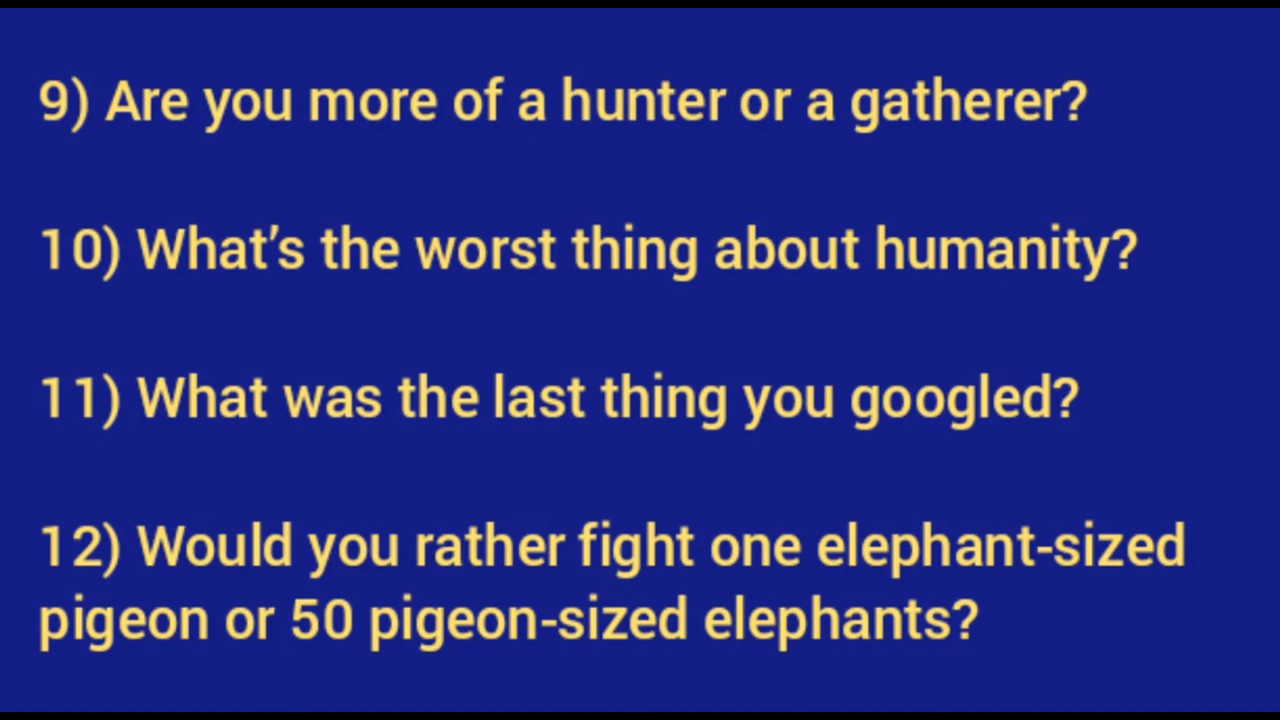 9) Are you more of a hunter or a gatherer?
10) What’s the worst thing about humanity?
11) What was the last thing you googled?
12) Would you rather fight one elephant-sized
pigeon or 50 pigeon-sized elephants?